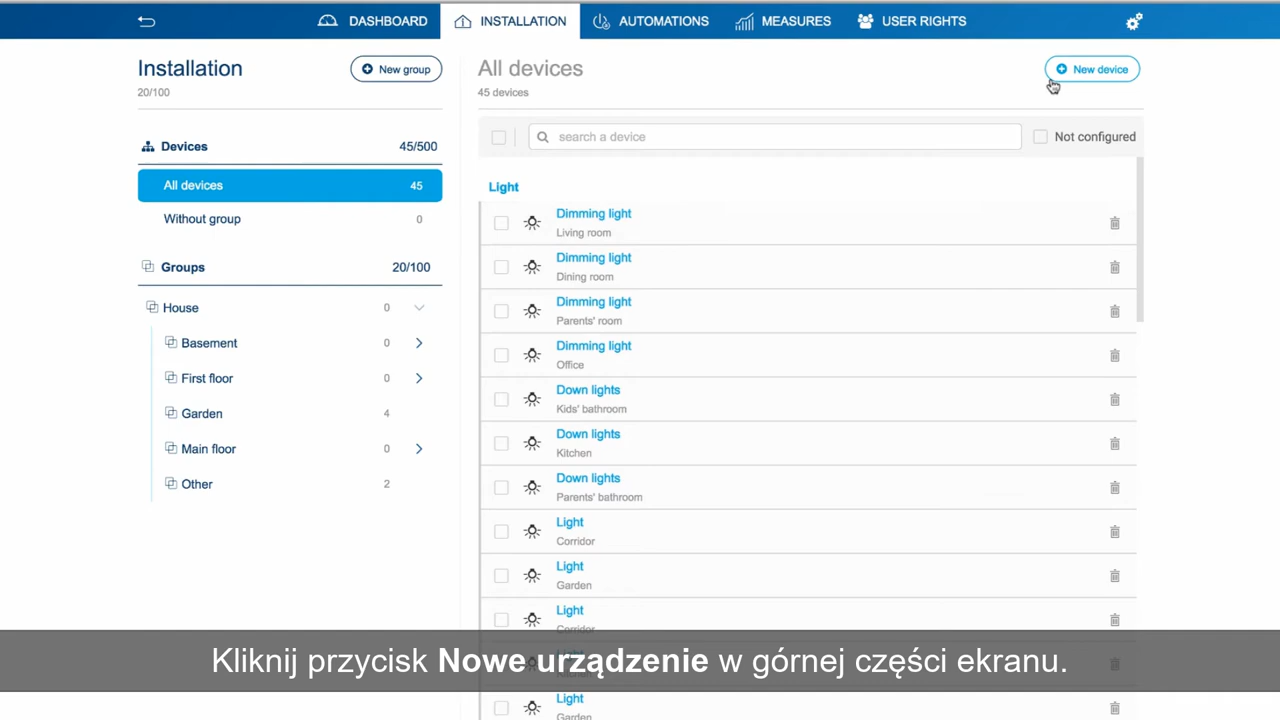 DASHBOARD
INSTALLATION
AUTOMATIONS
MEASURES
USER RIGHTS
Installation
New group
20/100
Devices 45/500
All devices 45
Without group 0
Groups 20/100
House 0
Basement 0
First floor 0
Garden 4
Main floor 0
Other 2
All devices
New device
45 devices
search a device
Not configured
Light
Dimming light
Living room
Dimming light
Dining room
Dimming light
Parents' room
Dimming light
Office
Down lights
Kids' bathroom
Down lights
Kitchen
Down lights
Parents' bathroom
Light
Corridor
Light
Garden
Light
Corridor
Light
Kitchen
Light
Garden
Kliknij przycisk Nowe urządzenie w górnej części ekranu.